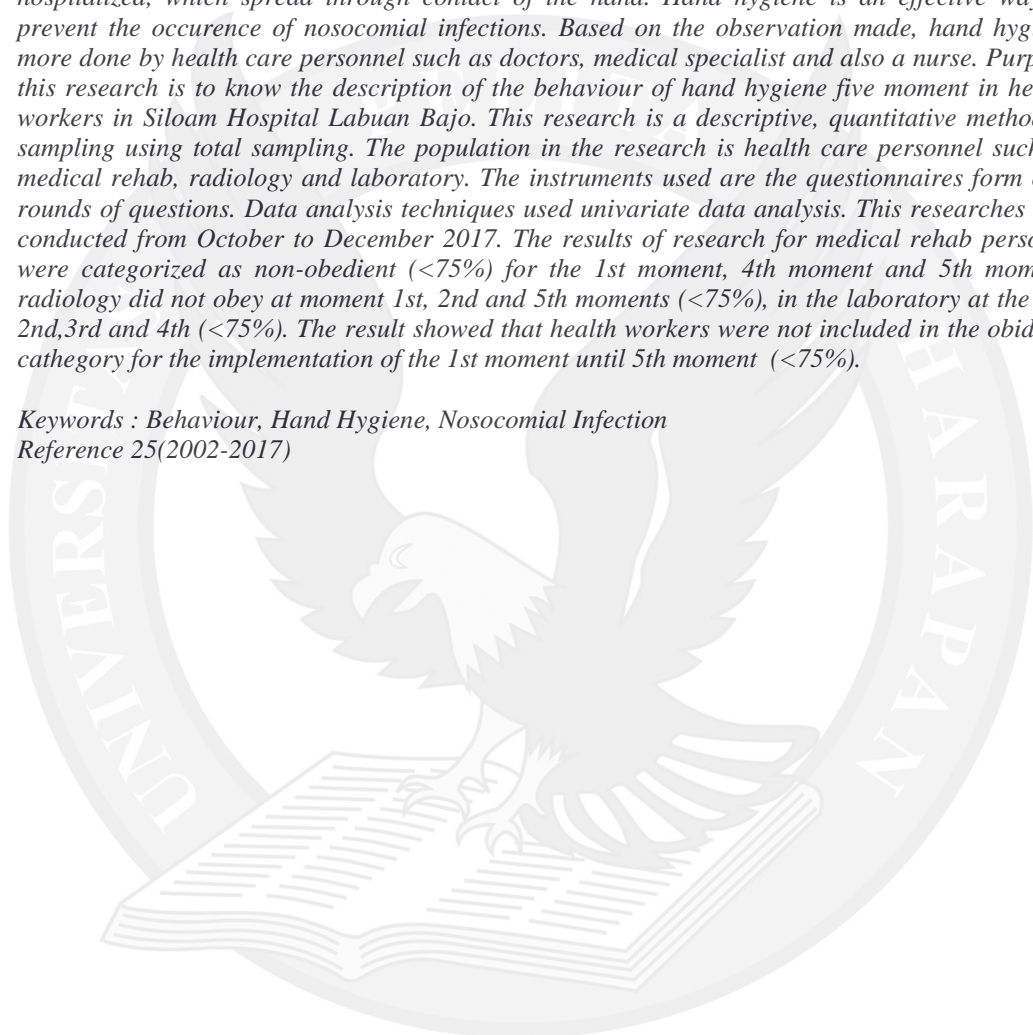 hospitalized, which spread through contact of the hand. Hand hygiene is an effective way
prevent the occurence of nosocomial infections. Based on the observation made, hand hyg
more done by health care personnel such as doctors, medical specialist and also a nurse. Purp
this research is to know the description of the behaviour of hand hygiene five moment in he
workers in Siloam Hospital Labuan Bajo. This research is a descriptive, quantitative metho
sampling using total sampling. The population in the research is health care personnel such
medical rehab, radiology and laboratory. The instruments used are the questionnaires form
rounds of questions. Data analysis techniques used univariate data analysis. This researches
conducted from October to December 2017. The results of research for medical rehab perso
were categorized as non-obedient (<75%) for the 1st moment, 4th moment and 5th mom
radiology did not obey at moment 1st, 2nd and 5th moments (<75%), in the laboratory at the
2nd,3rd and 4th (<75%). The result showed that health workers were not included in the obid
cathegory for the implementation of the 1st moment until 5th moment (<75%).
Keywords : Behaviour, Hand Hygiene, Nosocomial Infection
Reference 25(2002-2017)
UNIVERSITAS
PELITA
HARAPAN